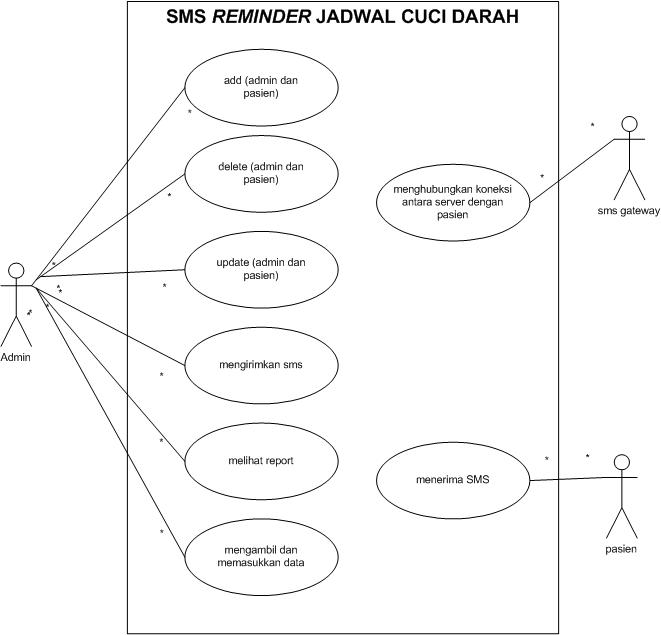 SMS REMINDER JADWAL CUCI DARAH
add (admin dan
pasien)
*
delete (admin dan
pasien)
*
update (admin dan
pasien)
*
mengirimkan sms
*
melihat report
*
mengambil dan
memasukkan data
*
*
*
*
*
*
*
Admin
menghubungkan koneksi
antara server dengan
pasien
*
*
sms gateway
menerima SMS
*
*
pasien